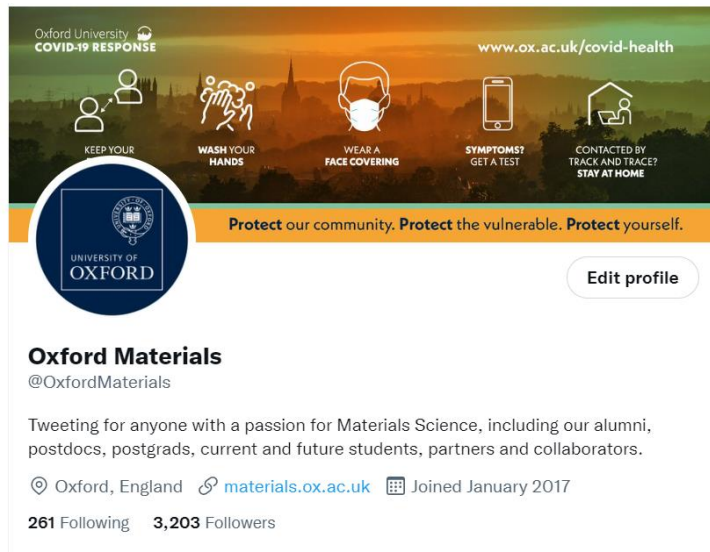 Oxford University
COVID-19 RESPONSE
www.ox.ac.uk/covid-health
KEEP YOUR
WASH YOUR
HANDS
WEAR A
FACE COVERING
SYMPTOMS?
GET A TEST
CONTACTED BY
TRACK AND TRACE?
STAY AT HOME
Protect our community. Protect the vulnerable. Protect yourself.
UNIVERSITY OF
OXFORD
Edit profile
Oxford Materials
@OxfordMaterials
Tweeting for anyone with a passion for Materials Science, including our alumni,
postdocs, postgrads, current and future students, partners and collaborators.
Oxford, England materials.ox.ac.uk Joined January 2017
261 Following 3,203 Followers